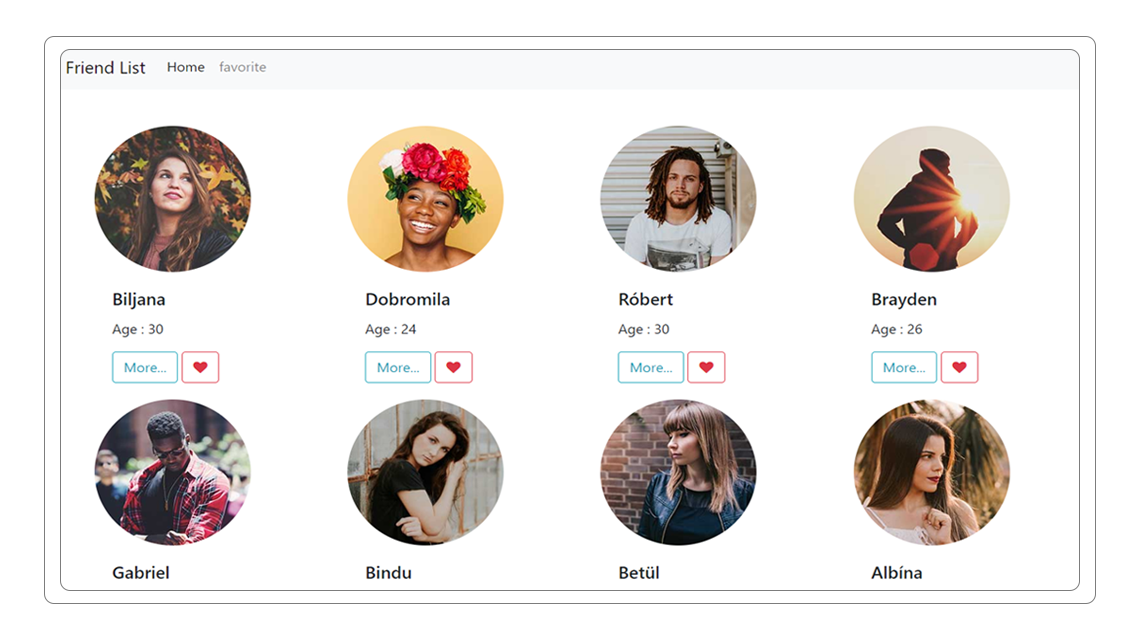 Friend List Home favorite
Biljana Dobromila Róbert Brayden
Age : 30 Age : 24 Age : 30 Age : 26
More... More... More... More...
Gabriel Bindu Betül Albína